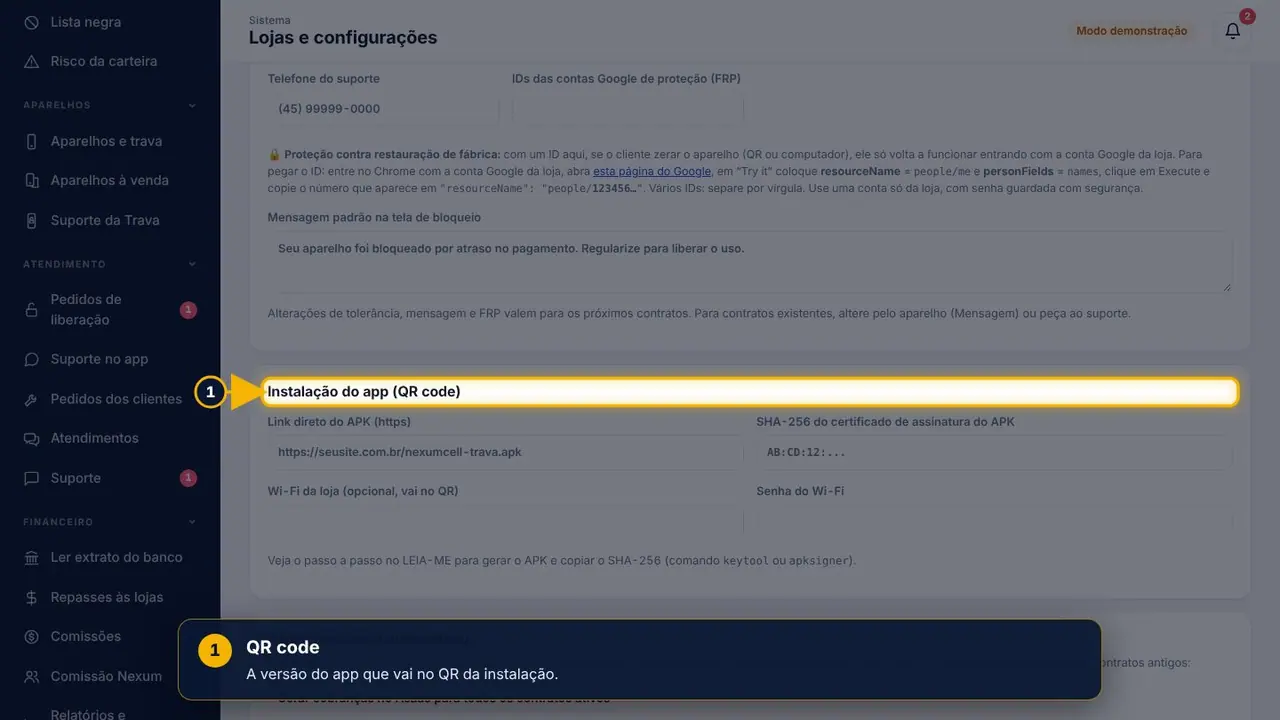 Lista negra
Risco da carteira
APARELHOS
Aparelhos e trava
Aparelhos à venda
Suporte da Trava
ATENDIMENTO
Pedidos de
liberação
1
Suporte no app
Pedidos dos clientes
Atendimentos
Suporte
1
FINANCEIRO
Ler extrato do banco
Repasses às lojas
Comissões
Comissão Nexum
Relatórios e
Sistema
Lojas e configurações
Modo demonstração
2
Telefone do suporte
IDs das contas Google de proteção (FRP)
(45) 99999-0000
🔒 Proteção contra restauração de fábrica: com um ID aqui, se o cliente zerar o aparelho (QR ou computador), ele só volta a funcionar entrando com a conta Google da loja. Para
pegar o ID: entre no Chrome com a conta Google da loja, abra esta página do Google, em "Try it" coloque resourceName = people/me e personFields = names, clique em Execute e
copie o número que aparece em "resourceName": "people/123456…". Vários IDs: separe por vírgula. Use uma conta só da loja, com senha guardada com segurança.
Mensagem padrão na tela de bloqueio
Seu aparelho foi bloqueado por atraso no pagamento. Regularize para liberar o uso.
Alterações de tolerância, mensagem e FRP valem para os próximos contratos. Para contratos existentes, altere pelo aparelho (Mensagem) ou peça ao suporte.
1
Instalação do app (QR code)
Link direto do APK (https)
SHA-256 do certificado de assinatura do APK
https://seusite.com.br/nexumcell-trava.apk
AB:CD:12:...
Wi-Fi da loja (opcional, vai no QR)
Senha do Wi-Fi
Veja o passo a passo no LEIA-ME para gerar o APK e copiar o SHA-256 (comando keytool ou apksigner).
1
QR code
A versão do app que vai no QR da instalação.
contratos antigos: